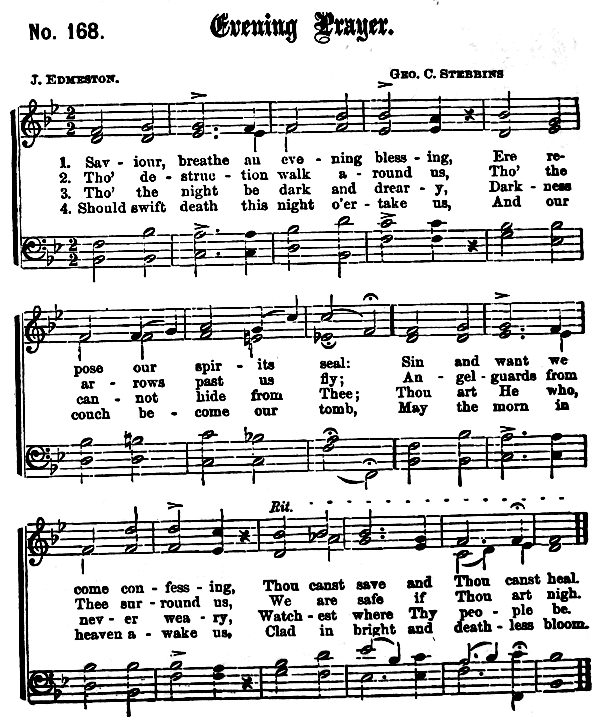 No. 168.
Evening Prayer.
J. EDMESTON.
GEO. C. STEBBINS
1. Sav - iour, breathe an eve - ning bless - ing, Ere re-
2. Tho' de - struc - tion walk a - round us, Tho' the
3. Tho' the night be dark and drear - y, Dark - ness
4. Should swift death this night o'er - take us, And our
pose our spir - its seal: Sin and want we
ar - rows past us fly; An - gel - guards from
can - not hide from Thee; Thou art He who,
couch be - come our tomb, May the morn in
Rit.
come con - fess - ing, Thou canst save and Thou canst heal.
Thee sur - round us, We are safe if Thou art nigh.
nev - er wea - ry, Watch - est where Thy peo - ple be.
heaven a - wake us, Clad in bright and death - less bloom.